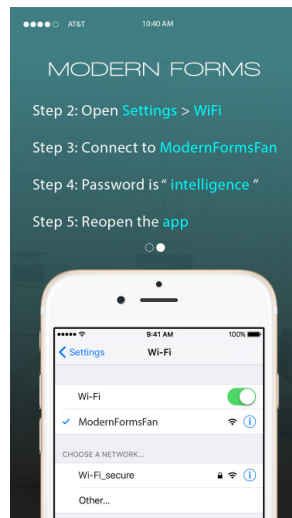 AT&T 10:40 AM
MODERN FORMS
Step 2: Open Settings > WiFi
Step 3: Connect to ModernFormsFan
Step 4: Password is “ intelligence ”
Step 5: Reopen the app
9:41 AM 100%
Settings Wi-Fi
Wi-Fi
ModernFormsFan
CHOOSE A NETWORK...
Wi-Fi_secure
Other...